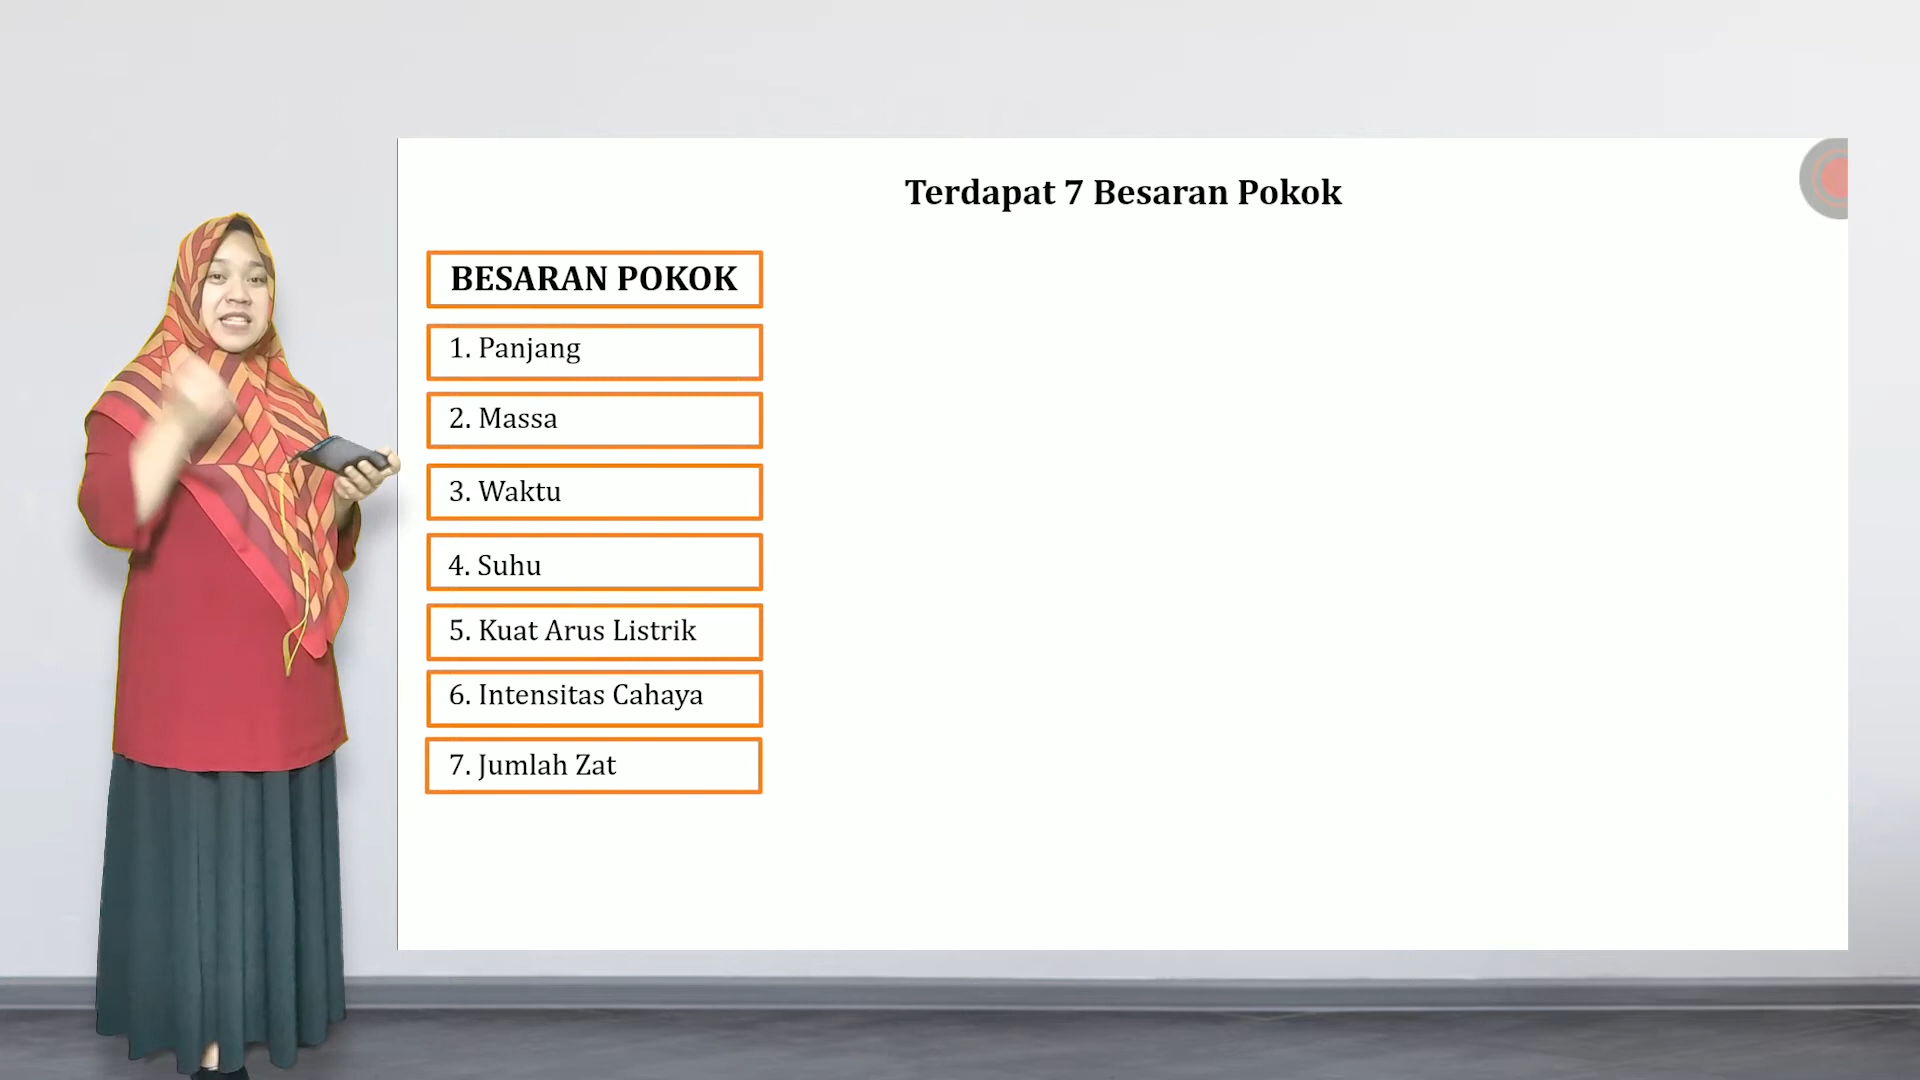 Terdapat 7 Besaran Pokok
BESARAN POKOK
1. Panjang
2. Massa
3. Waktu
4. Suhu
5. Kuat Arus Listrik
6. Intensitas Cahaya
7. Jumlah Zat